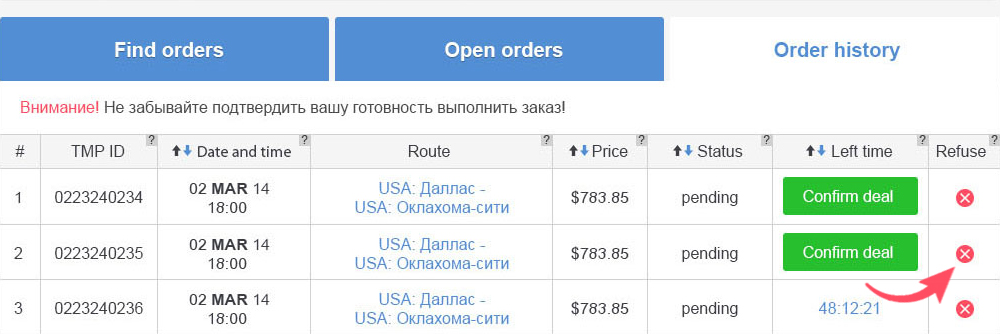 Find orders Open orders Order history
Внимание! Не забывайте подтвердить вашу готовность выполнить заказ!
# TMP ID ? Date and time ? Route ? Price ? Status ? Left time ? Refuse ?
1 0223240234 02 MAR 14 18:00 USA: Даллас - USA: Оклахома-сити $783.85 pending Confirm deal
2 0223240235 02 MAR 14 18:00 USA: Даллас - USA: Оклахома-сити $783.85 pending Confirm deal
3 0223240236 02 MAR 14 18:00 USA: Даллас - USA: Оклахома-сити $783.85 pending 48:12:21